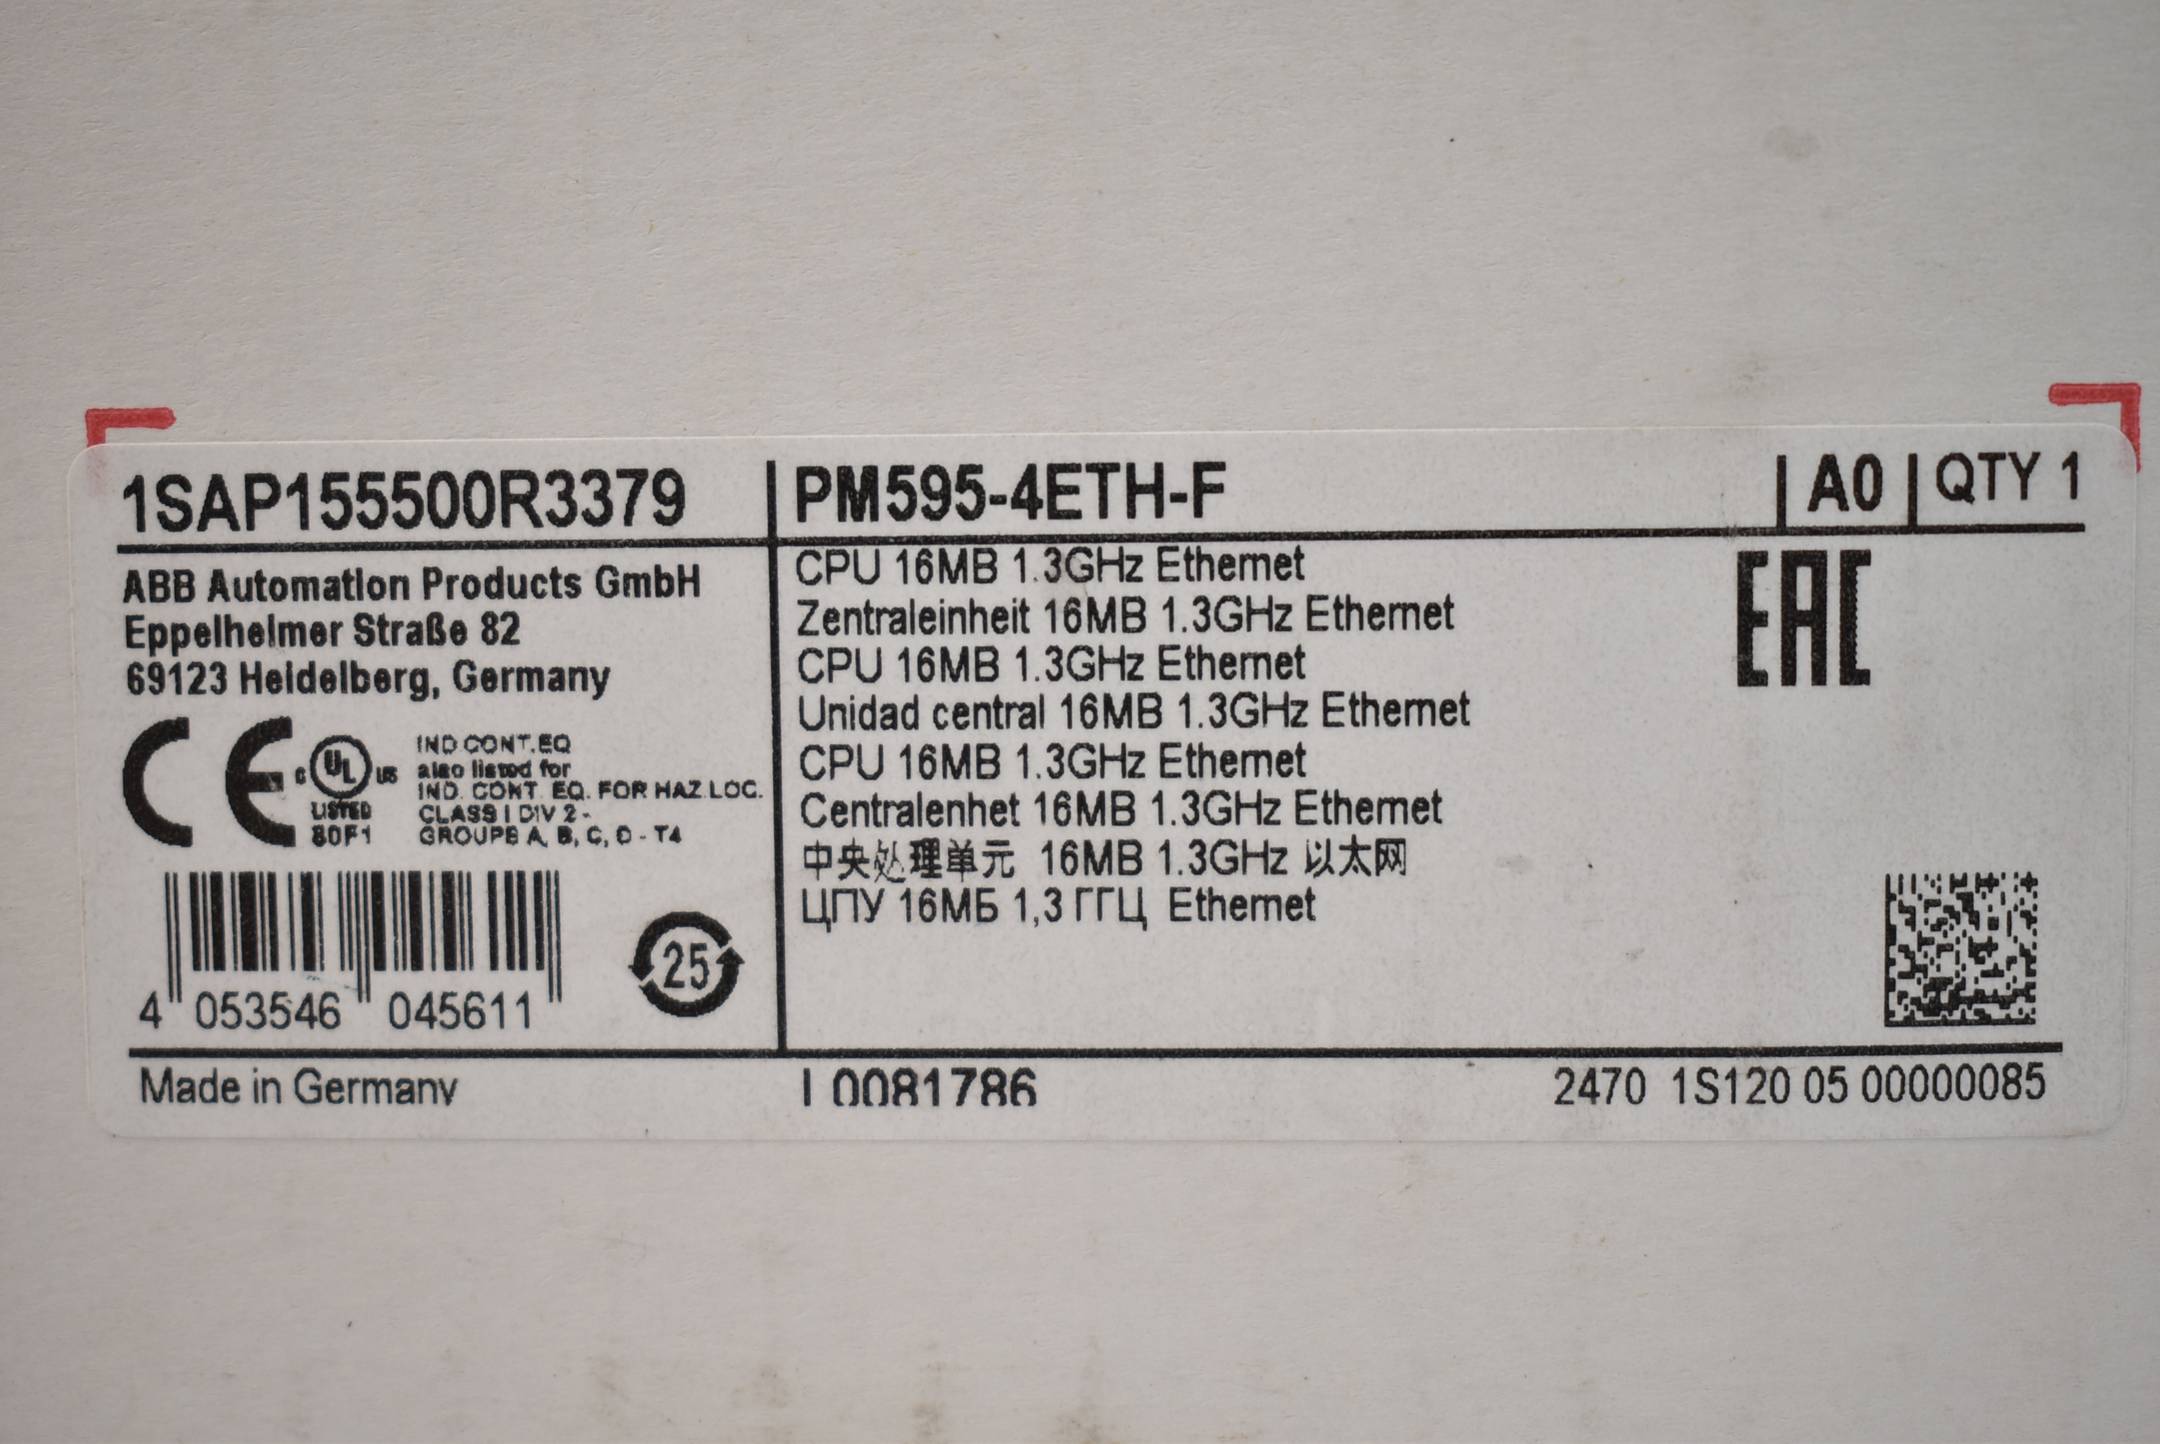 1SAP155500R3379 PM595-4ETH-F A0 QTY 1
ABB Automation Products GmbH
Eppelheimer Straße 82
69123 Heidelberg, Germany
CE
C UL US
LISTED
80F1
IND.CONT.EQ
also listed for
IND. CONT. EQ. FOR HAZ.LOC.
CLASS I DIV 2 -
GROUPS A, B, C, D - T4
4 053546 045611
25
CPU 16MB 1.3GHz Ethernet
Zentraleinheit 16MB 1.3GHz Ethernet
CPU 16MB 1.3GHz Ethernet
Unidad central 16MB 1.3GHz Ethernet
CPU 16MB 1.3GHz Ethernet
Centralenhet 16MB 1.3GHz Ethernet
中央处理单元 16MB 1.3GHz 以太网
ЦПУ 16МБ 1,3 ГГЦ Ethernet
EAC
Made in Germany 10081786 2470 1S120 05 00000085